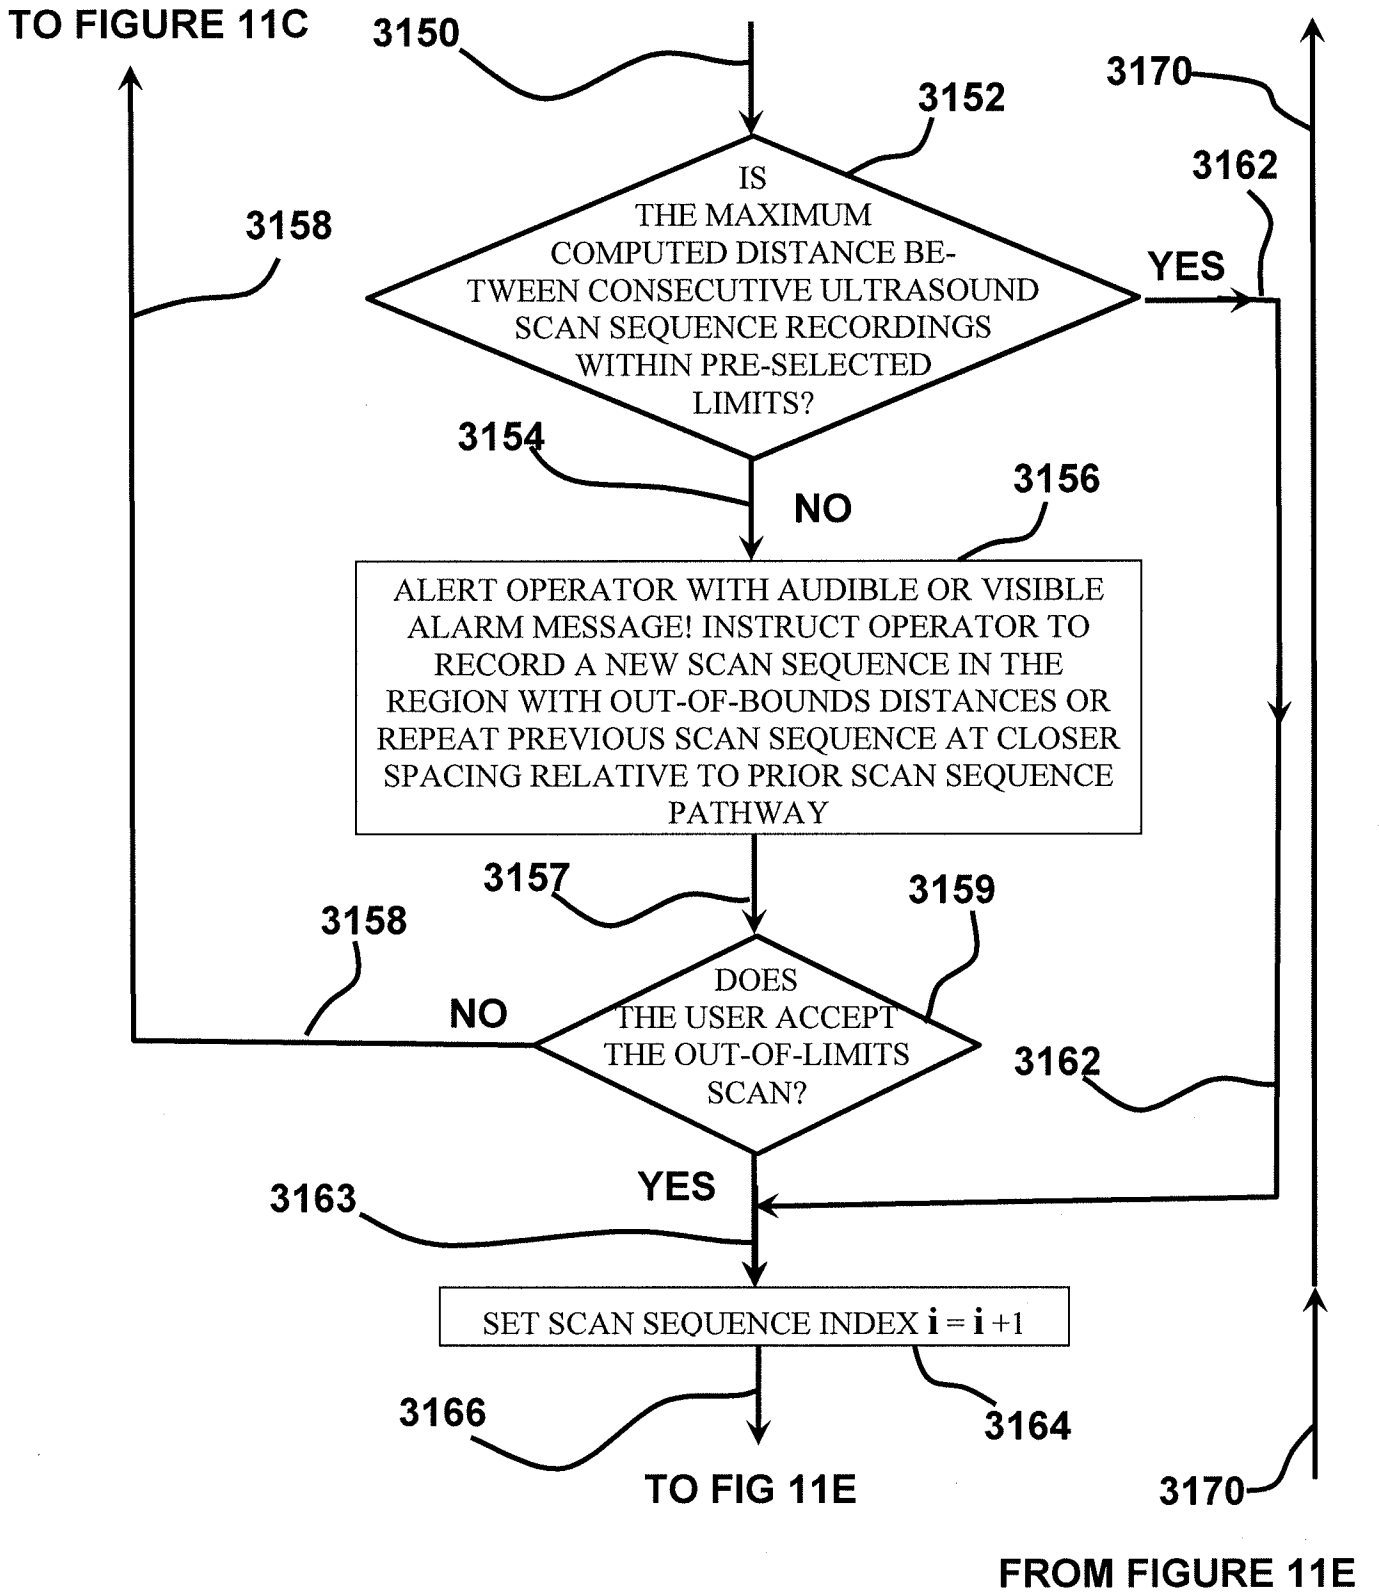 TO FIGURE 11C
3150
3170
3152
3162
3158
IS
THE MAXIMUM
COMPUTED DISTANCE BE-
TWEEN CONSECUTIVE ULTRASOUND
SCAN SEQUENCE RECORDINGS
WITHIN PRE-SELECTED
LIMITS?
YES
3154
NO
3156
ALERT OPERATOR WITH AUDIBLE OR VISIBLE
ALARM MESSAGE! INSTRUCT OPERATOR TO
RECORD A NEW SCAN SEQUENCE IN THE
REGION WITH OUT-OF-BOUNDS DISTANCES OR
REPEAT PREVIOUS SCAN SEQUENCE AT CLOSER
SPACING RELATIVE TO PRIOR SCAN SEQUENCE
PATHWAY
3157
3159
3158
NO
DOES
THE USER ACCEPT
THE OUT-OF-LIMITS
SCAN?
3162
YES
3163
SET SCAN SEQUENCE INDEX i = i +1
3166
3164
TO FIG 11E
3170
FROM FIGURE 11E